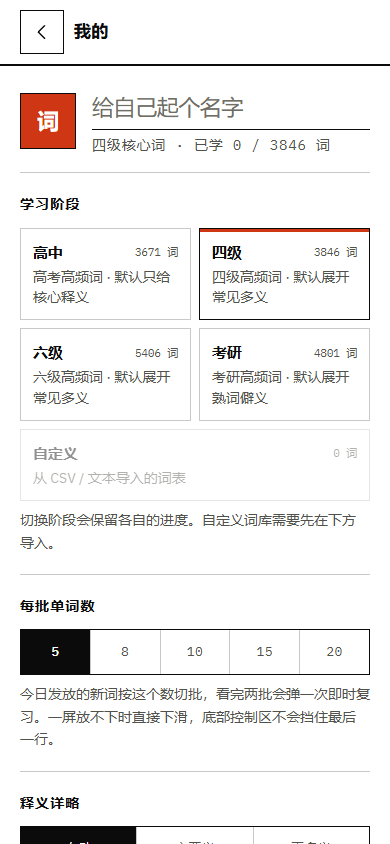 我的
词
给自己起个名字
四级核心词 · 已学 0 / 3846 词
学习阶段
高中 3671 词
高考高频词 · 默认只给
核心释义
四级 3846 词
四级高频词 · 默认展开
常见多义
六级 5406 词
六级高频词 · 默认展开
常见多义
考研 4801 词
考研高频词 · 默认展开
熟词僻义
自定义 0 词
从 CSV / 文本导入的词表
切换阶段会保留各自的进度。自定义词库需要先在下方
导入。
每批单词数
5 8 10 15 20
今日发放的新词按这个数切批，看完两批会弹一次即时复
习。一屏放不下时直接下滑，底部控制区不会挡住最后
一行。
释义详略